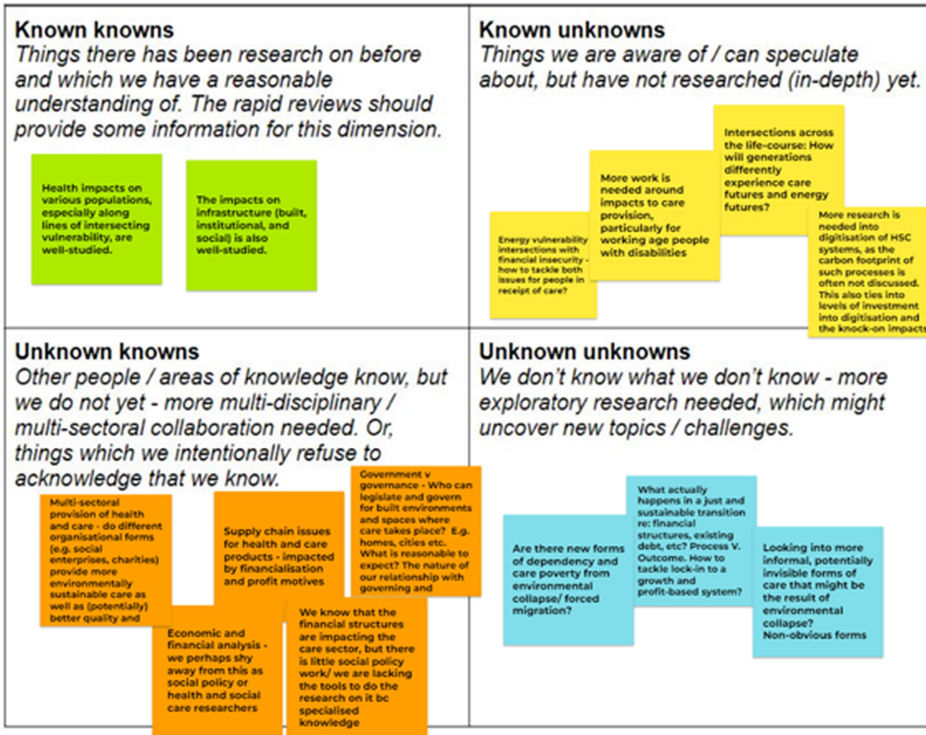 Known knowns
Things there has been research on before
and which we have a reasonable
understanding of. The rapid reviews should
provide some information for this dimension.
Health impacts on
various populations,
especially along
lines of intersecting
vulnerability, are
well-studied.
The impacts on
infrastructure (built,
institutional, and
social) is also
well-studied.
Known unknowns
Things we are aware of / can speculate
about, but have not researched (in-depth) yet.
Energy vulnerability
intersections with
financial insecurity -
how to tackle both
issues for people in
receipt of care?
More work is
needed around
impacts to care
provision,
particularly for
working age people
with disabilities
Intersections across
the life-course: How
will generations
differently
experience care
futures and energy
futures?
More research is
needed into
digitisation of HSC
systems, as the
carbon footprint of
such processes is
often not discussed.
This also ties into
levels of investment
into digitisation and
the knock-on impacts
Unknown knowns
Other people / areas of knowledge know, but
we do not yet - more multi-disciplinary /
multi-sectoral collaboration needed. Or,
things which we intentionally refuse to
acknowledge that we know.
Multi-sectoral
provision of health
and care - do different
organisational forms
(e.g. social
enterprises, charities)
provide more
environmentally
sustainable care as
well as (potentially)
better quality and
Supply chain issues
for health and care
products - impacted
by financialisation
and profit motives
Government v
governance - Who can
legislate and govern
for built environments
and spaces where
care takes place? E.g.
homes, cities etc.
What is reasonable to
expect? The nature of
our relationship with
governing and
Economic and
financial analysis -
we perhaps shy
away from this as
social policy or
health and social
care researchers
We know that the
financial structures
are impacting the
care sector, but there
is little social policy
work/ we are lacking
the tools to do the
research on it bc
specialised
knowledge
Unknown unknowns
We don't know what we don't know - more
exploratory research needed, which might
uncover new topics / challenges.
Are there new forms
of dependency and
care poverty from
environmental
collapse/ forced
migration?
What actually
happens in a just and
sustainable transition
re: financial
structures, existing
debt, etc? Process V.
Outcome. How to
tackle lock-in to a
growth and
profit-based system?
Looking into more
informal, potentially
invisible forms of
care that might be
the result of
environmental
collapse?
Non-obvious forms